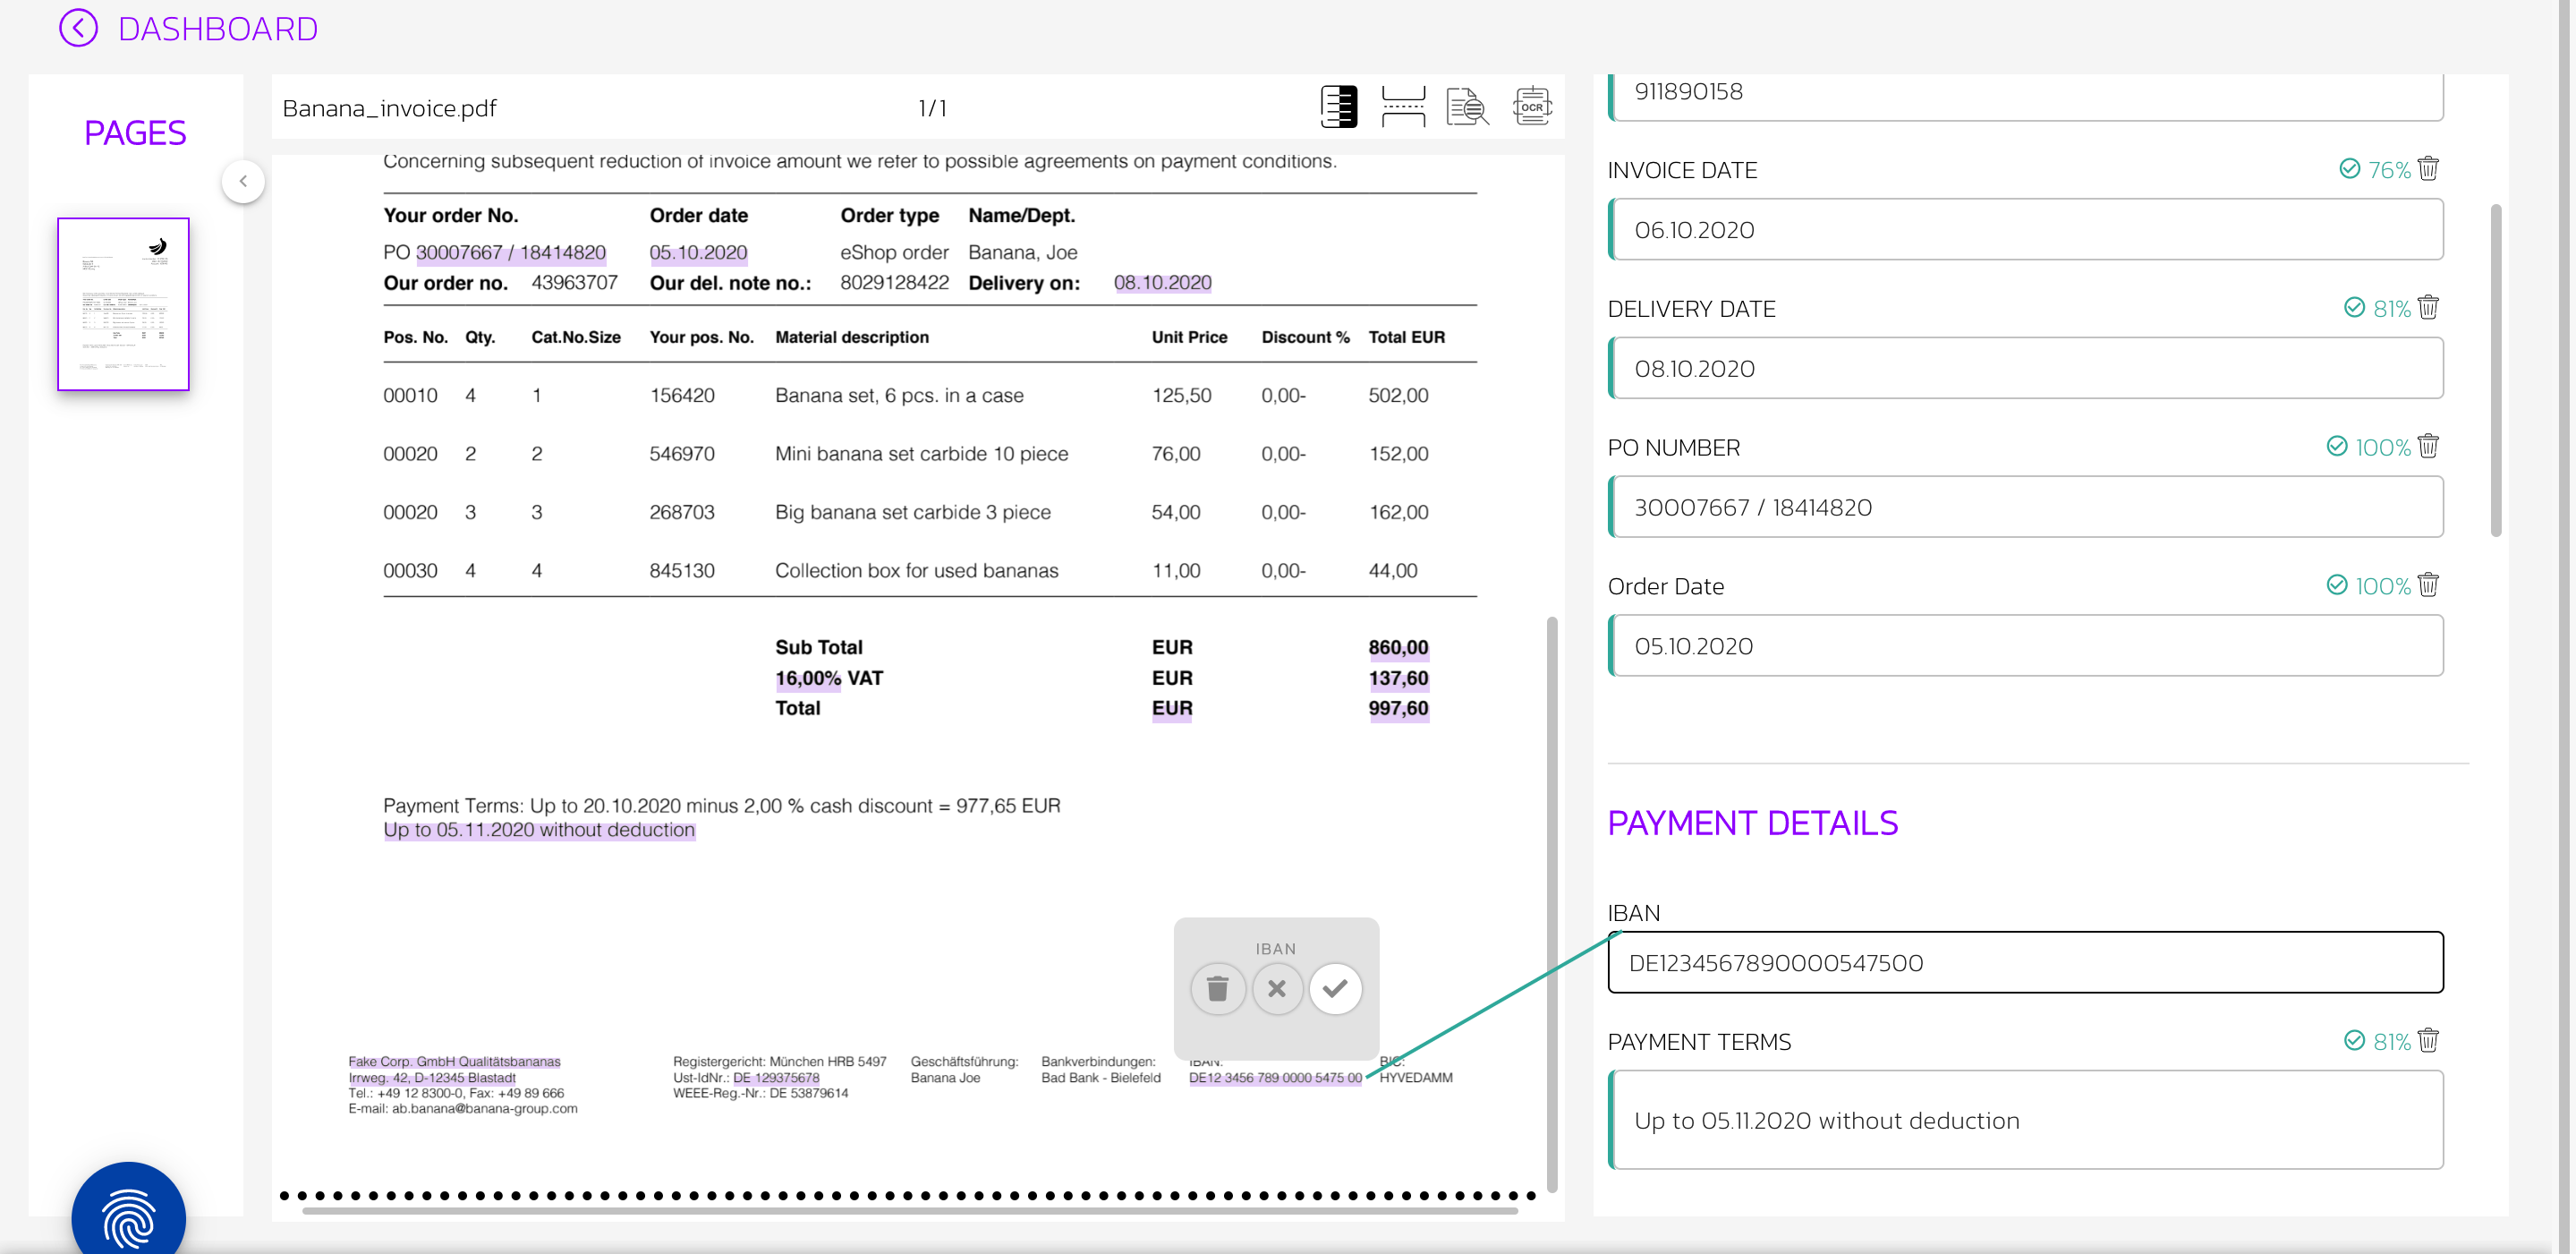 DASHBOARD
PAGES
Banana_invoice.pdf 1/1 OCR
Concerning subsequent reduction of invoice amount we refer to possible agreements on payment conditions.
Your order No. Order date Order type Name/Dept.
PO 30007667 / 18414820 05.10.2020 eShop order Banana, Joe
Our order no. 43963707 Our del. note no.: 8029128422 Delivery on: 08.10.2020
Pos. No. Qty. Cat.No.Size Your pos. No. Material description Unit Price Discount % Total EUR
00010 4 1 156420 Banana set, 6 pcs. in a case 125,50 0,00- 502,00
00020 2 2 546970 Mini banana set carbide 10 piece 76,00 0,00- 152,00
00020 3 3 268703 Big banana set carbide 3 piece 54,00 0,00- 162,00
00030 4 4 845130 Collection box for used bananas 11,00 0,00- 44,00
Sub Total EUR 860,00
16,00% VAT EUR 137,60
Total EUR 997,60
Payment Terms: Up to 20.10.2020 minus 2,00 % cash discount = 977,65 EUR
Up to 05.11.2020 without deduction
IBAN
Fake Corp. GmbH Qualitätsbananas Registergericht: München HRB 5497 Geschäftsführung: Bankverbindungen: IBAN: BIC:
Irrweg. 42, D-12345 Blastadt Ust-IdNr.: DE 129375678 Banana Joe Bad Bank - Bielefeld DE12 3456 789 0000 5475 00 HYVEDAMM
Tel.: +49 12 8300-0, Fax: +49 89 666 WEEE-Reg.-Nr.: DE 53879614
E-mail: ab.banana@banana-group.com
911890158
INVOICE DATE 76%
06.10.2020
DELIVERY DATE 81%
08.10.2020
PO NUMBER 100%
30007667 / 18414820
Order Date 100%
05.10.2020
PAYMENT DETAILS
IBAN
DE1234567890000547500
PAYMENT TERMS 81%
Up to 05.11.2020 without deduction